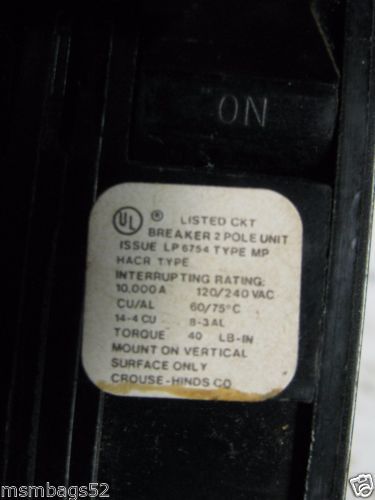 ON
UL ® LISTED CKT
BREAKER 2 POLE UNIT
ISSUE LP 6754 TYPE MP
HACR TYPE
INTERRUPTING RATING:
10,000A 120/240 VAC
CU/AL 60/75°C
14-4 CU 8-3 AL
TORQUE 40 LB-IN
MOUNT ON VERTICAL
SURFACE ONLY
CROUSE-HINDS CO
msmbags52
msmbags52